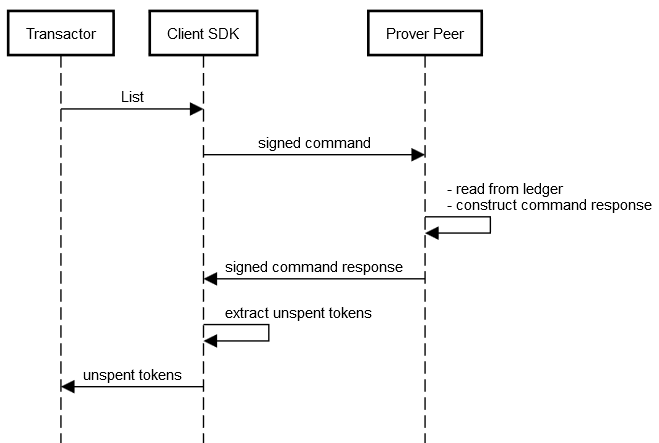 Transactor
Client SDK
Prover Peer
List
signed command
- read from ledger
- construct command response
signed command response
extract unspent tokens
unspent tokens